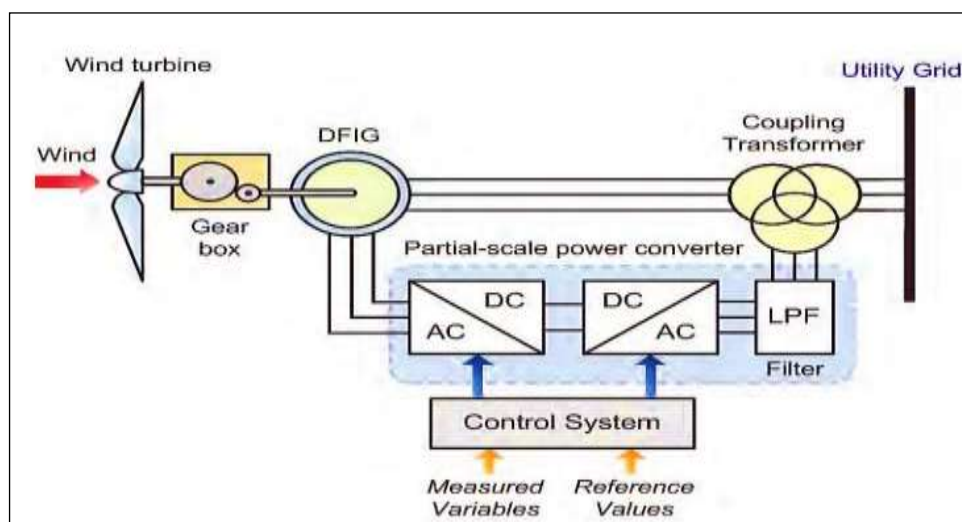 Wind turbine
Utility Grid
DFIG
Coupling
Transformer
Wind
Gear
box
Partial-scale power converter
DC
DC
AC
AC
LPF
Filter
Control System
Measured
Variables
Reference
Values